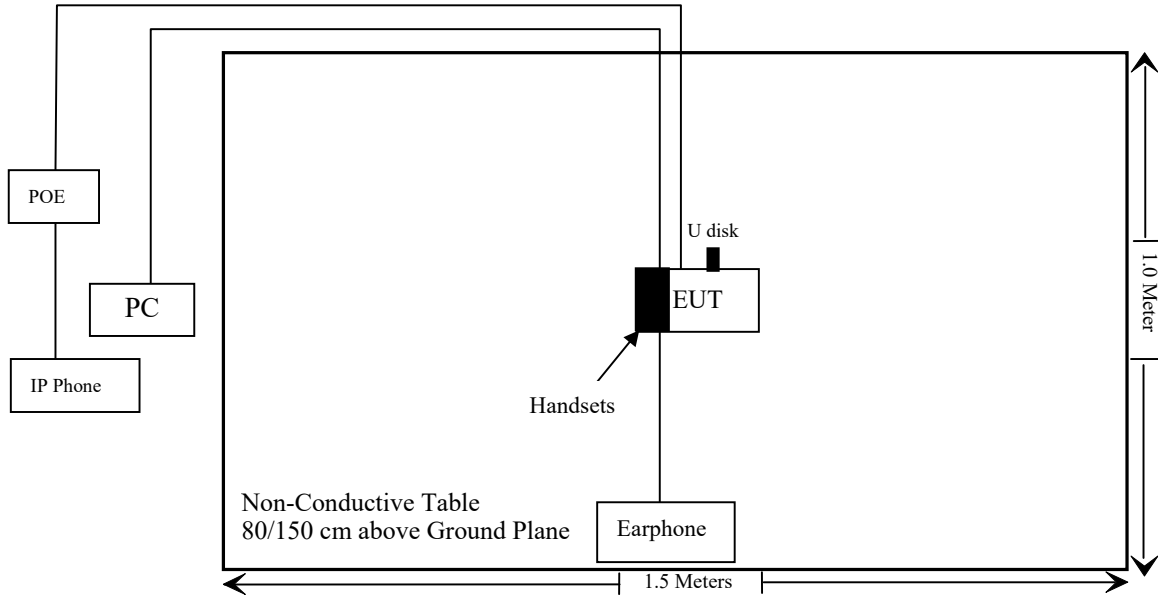 POE
U disk
PC
EUT
1.0 Meter
IP Phone
Handsets
Non-Conductive Table
80/150 cm above Ground Plane
Earphone
1.5 Meters